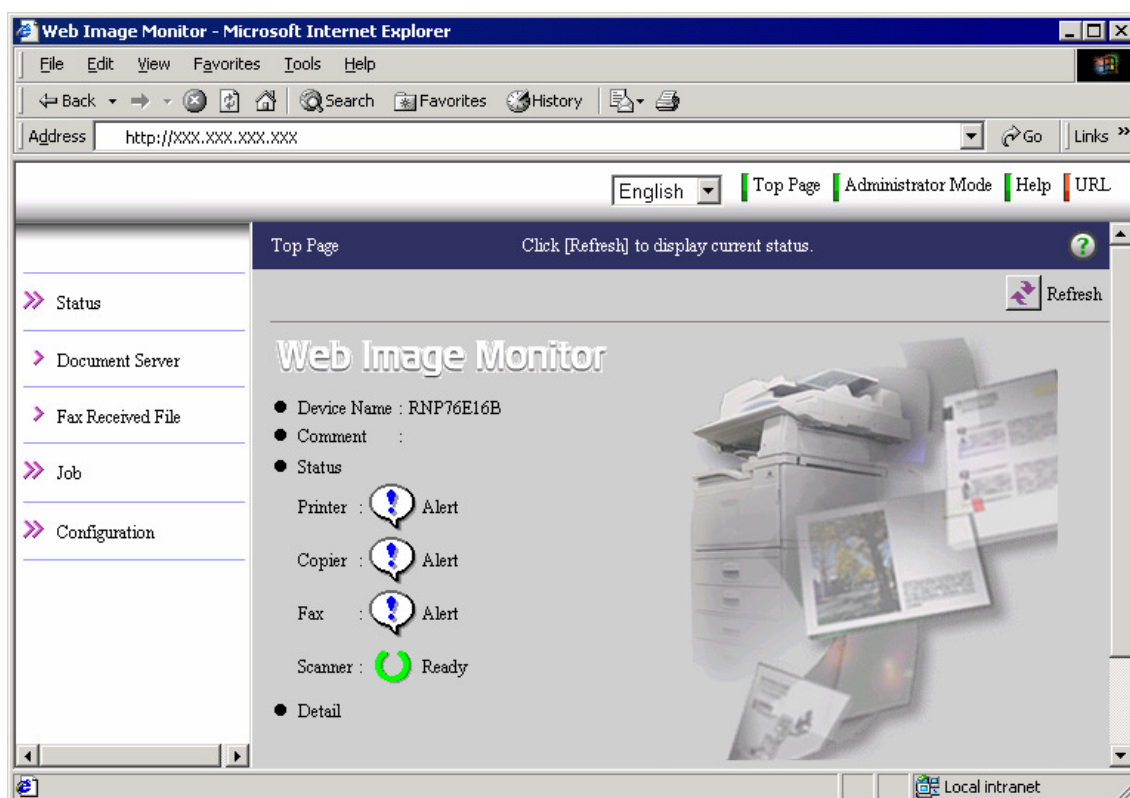 Web Image Monitor - Microsoft Internet Explorer
File Edit View Favorites Tools Help
Back Search Favorites History
Address http://XXX.XXX.XXX.XXX Go Links »
English Top Page Administrator Mode Help URL
Top Page Click [Refresh] to display current status. ?
Refresh
Status
Document Server
Fax Received File
Job
Configuration
Web Image Monitor
● Device Name : RNP76E16B
● Comment :
● Status
Printer : Alert
Copier : Alert
Fax : Alert
Scanner : Ready
● Detail
Local intranet